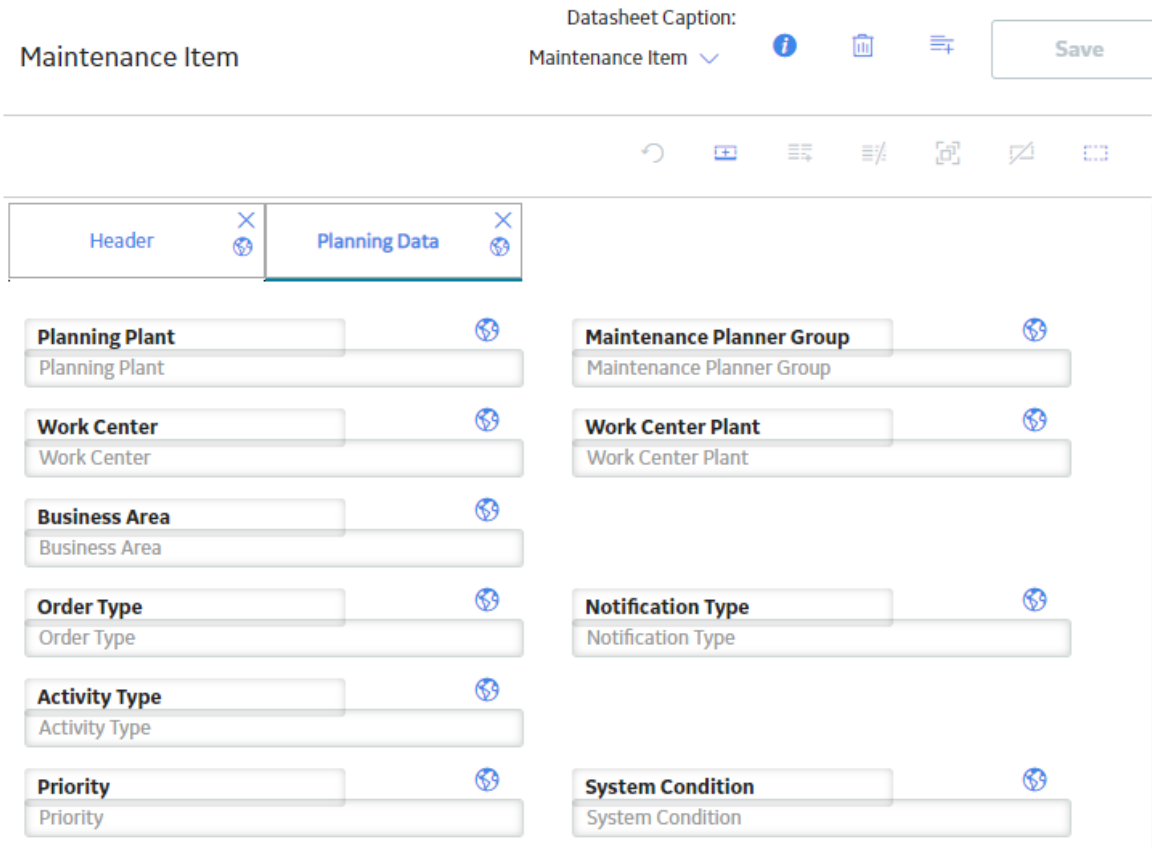 Datasheet Caption:
Maintenance Item
Maintenance Item
Save
Header
Planning Data
Planning Plant
Maintenance Planner Group
Planning Plant
Maintenance Planner Group
Work Center
Work Center Plant
Work Center
Work Center Plant
Business Area
Business Area
Order Type
Notification Type
Order Type
Notification Type
Activity Type
Activity Type
Priority
System Condition
Priority
System Condition